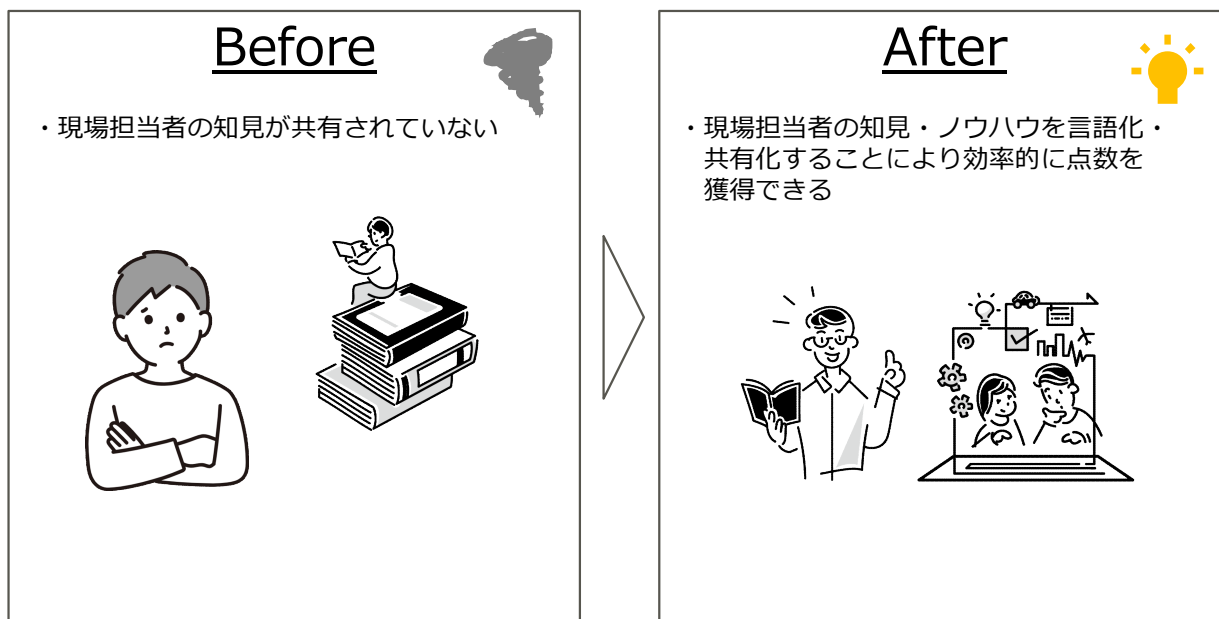 Before
・現場担当者の知見が共有されていない
After
・現場担当者の知見・ノウハウを言語化・
共有化することにより効率的に点数を
獲得できる